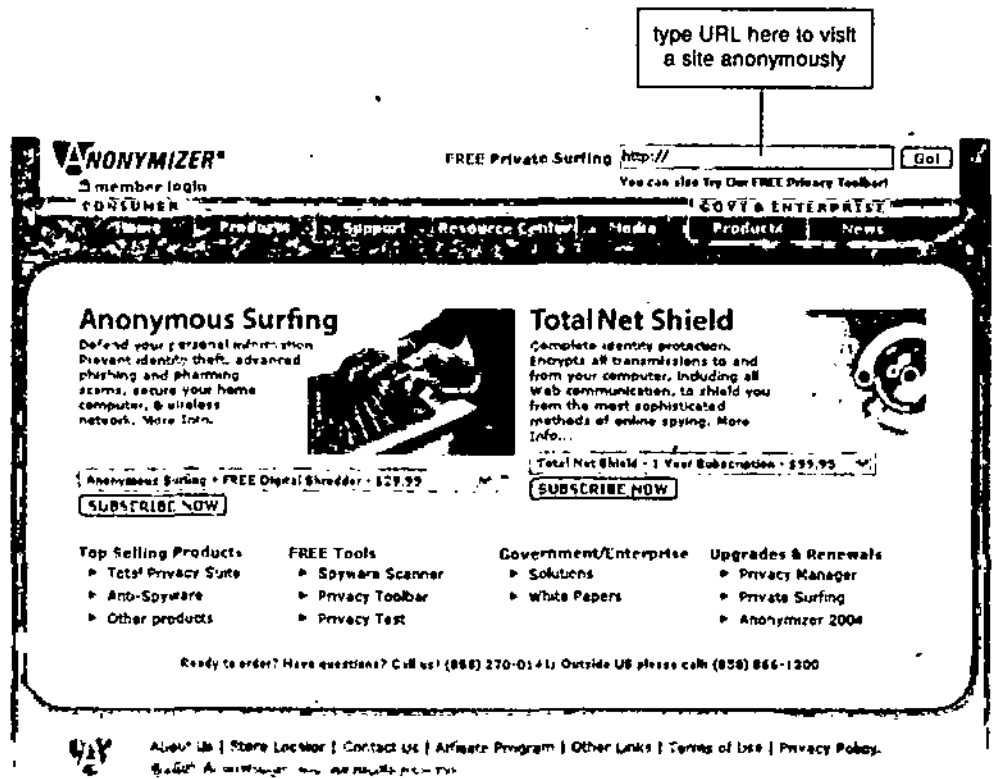 type URL here to visit
a site anonymously
ANONYMIZER®
FREE Private Surfing http:// Go!
member login
You can also Try Our FREE Privacy Toolbar!
CONSUMER GOVT & ENTERPRISE
Home Products Support Resource Center Media Products News
Anonymous Surfing
Defend your personal information
Prevent identity theft, advanced
phishing and pharming
scams, secure your home
computer, & wireless
network. More Info.
Anonymous Surfing + FREE Digital Shredder - $29.99
SUBSCRIBE NOW
Total Net Shield
Complete identity protection.
Encrypts all transmissions to and
from your computer, including all
Web communication, to shield you
from the most sophisticated
methods of online spying. More
Info...
Total Net Shield - 1 Year Subscription - $99.95
SUBSCRIBE NOW
Top Selling Products
Total Privacy Suite
Anti-Spyware
Other products
FREE Tools
Spyware Scanner
Privacy Toolbar
Privacy Test
Government/Enterprise
Solutions
White Papers
Upgrades & Renewals
Privacy Manager
Private Surfing
Anonymizer 2004
Ready to order? Have questions? Call us! (888) 270-0141; Outside US please call: (858) 866-1300
About Us | Store Locator | Contact Us | Affiliate Program | Other Links | Terms of Use | Privacy Policy.